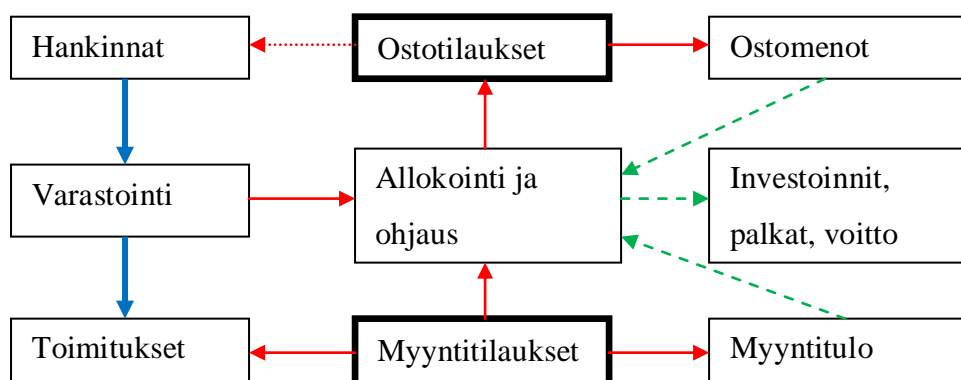 Hankinnat
Ostotilaukset
Ostomenot
Varastointi
Allokointi ja
ohjaus
Investoinnit,
palkat, voitto
Toimitukset
Myyntitilaukset
Myyntitulo